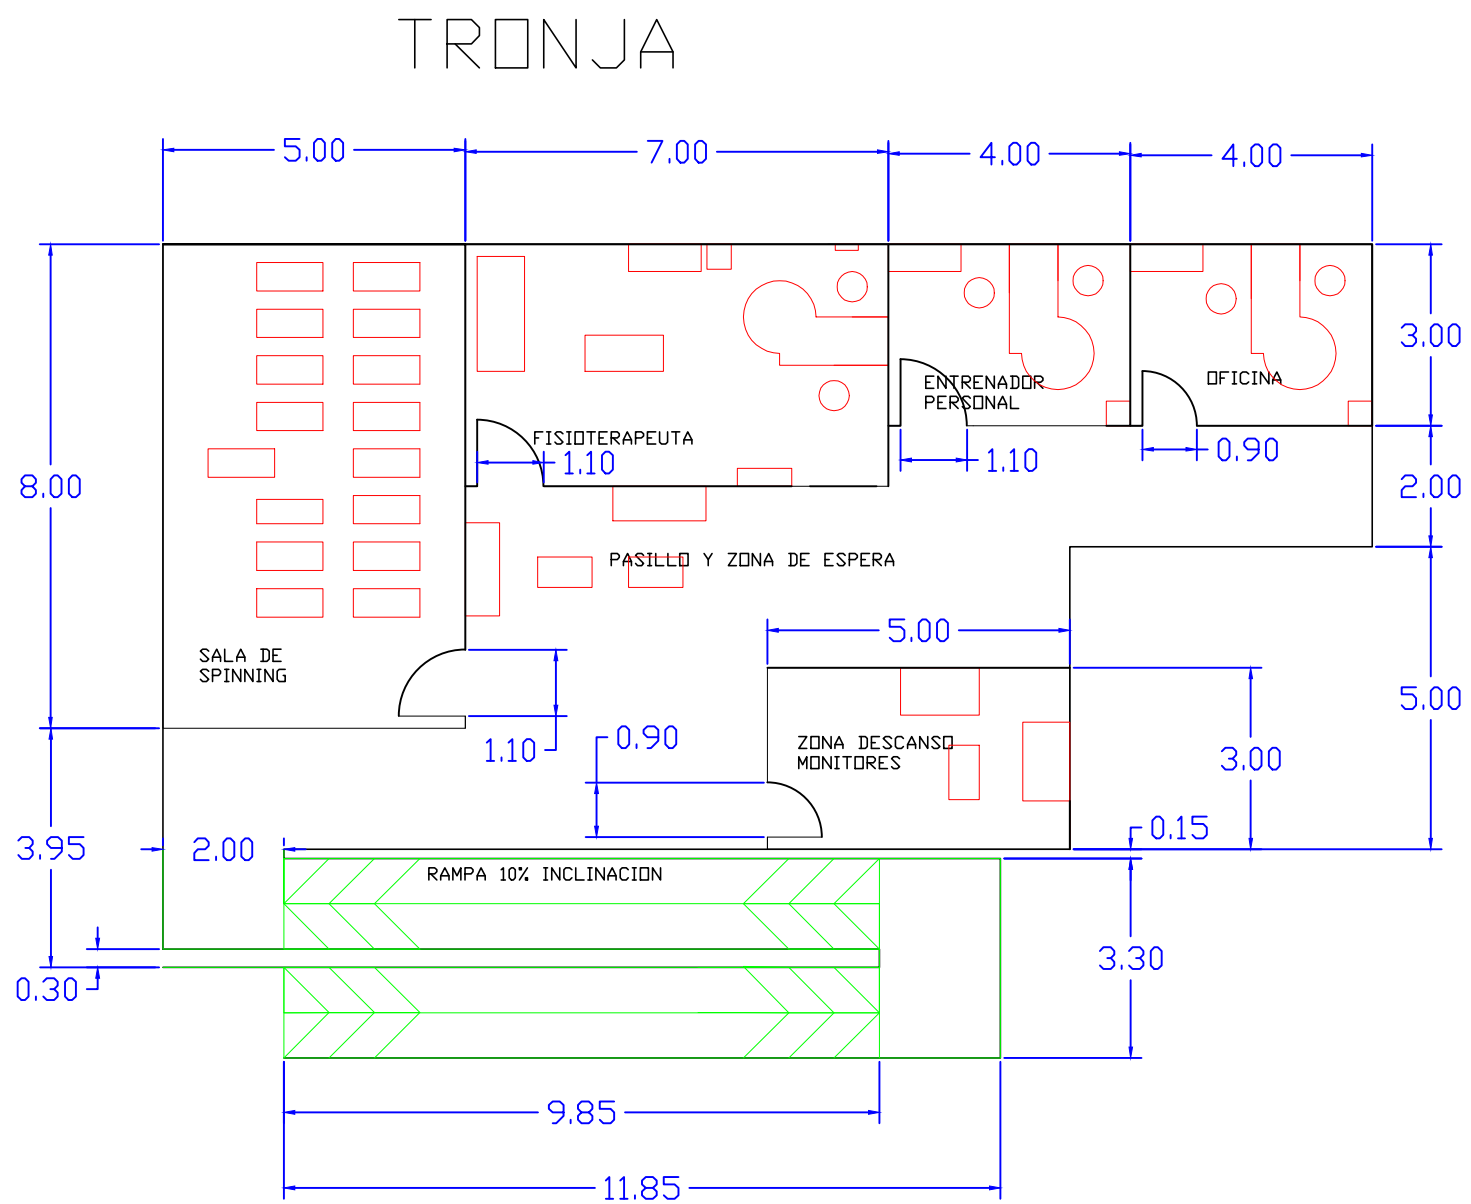 TRONJA
5.00
7.00
4.00
4.00
3.00
ENTRENADOR
PERSONAL
OFICINA
FISIOTERAPEUTA
1.10
1.10
0.90
8.00
2.00
PASILLO Y ZONA DE ESPERA
5.00
SALA DE
SPINNING
5.00
0.90
1.10
ZONA DESCANSO
MONITORES
3.00
0.15
3.95
2.00
RAMPA 10% INCLINACION
3.30
0.30
9.85
11.85